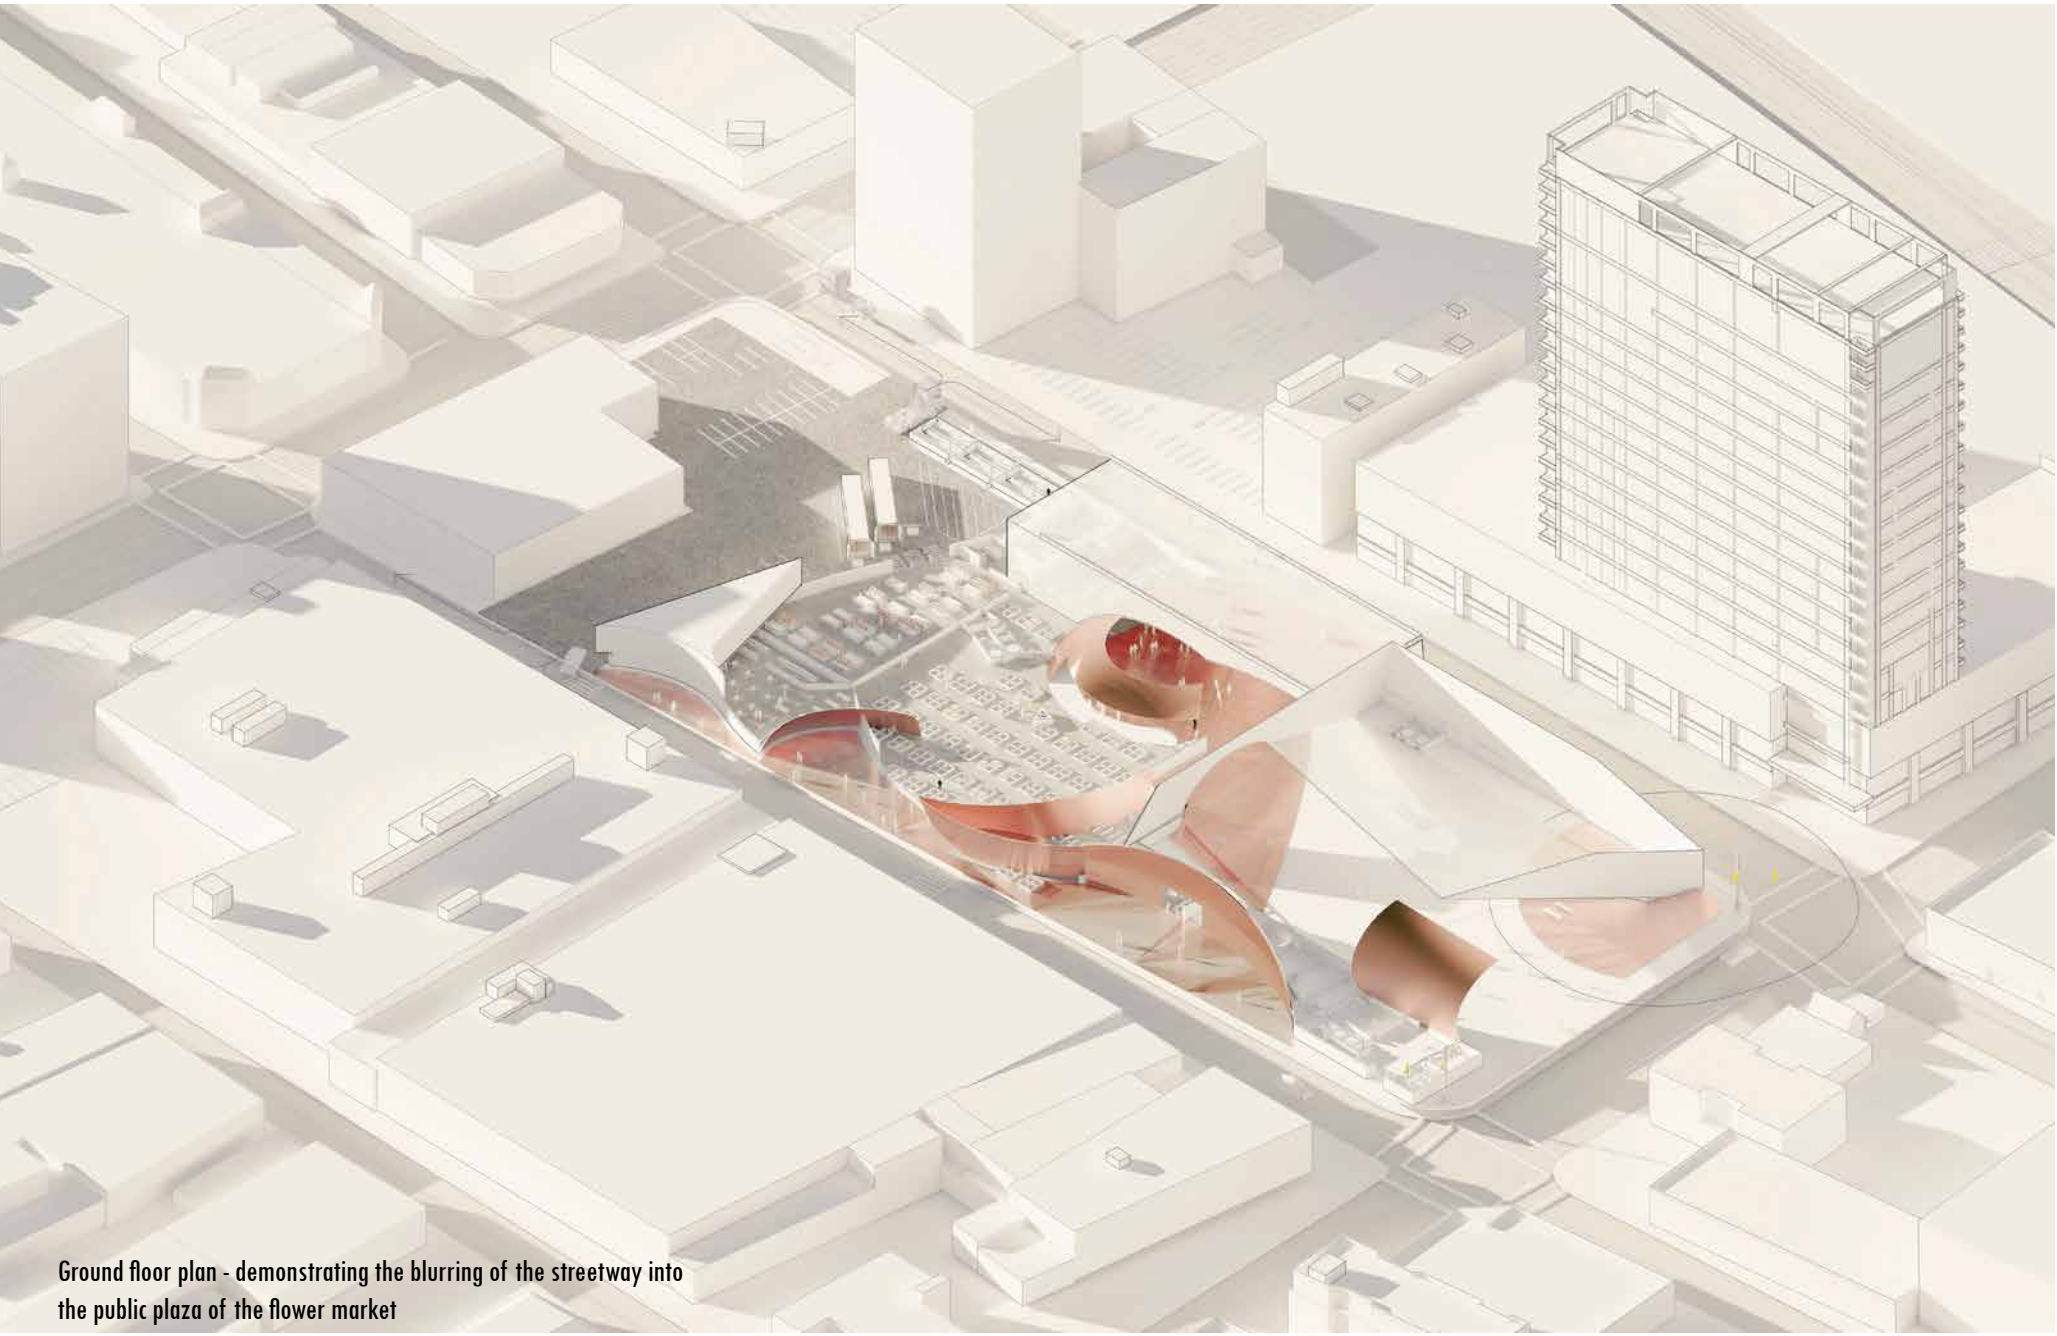 Ground floor plan - demonstrating the blurring of the streetway into
the public plaza of the flower market